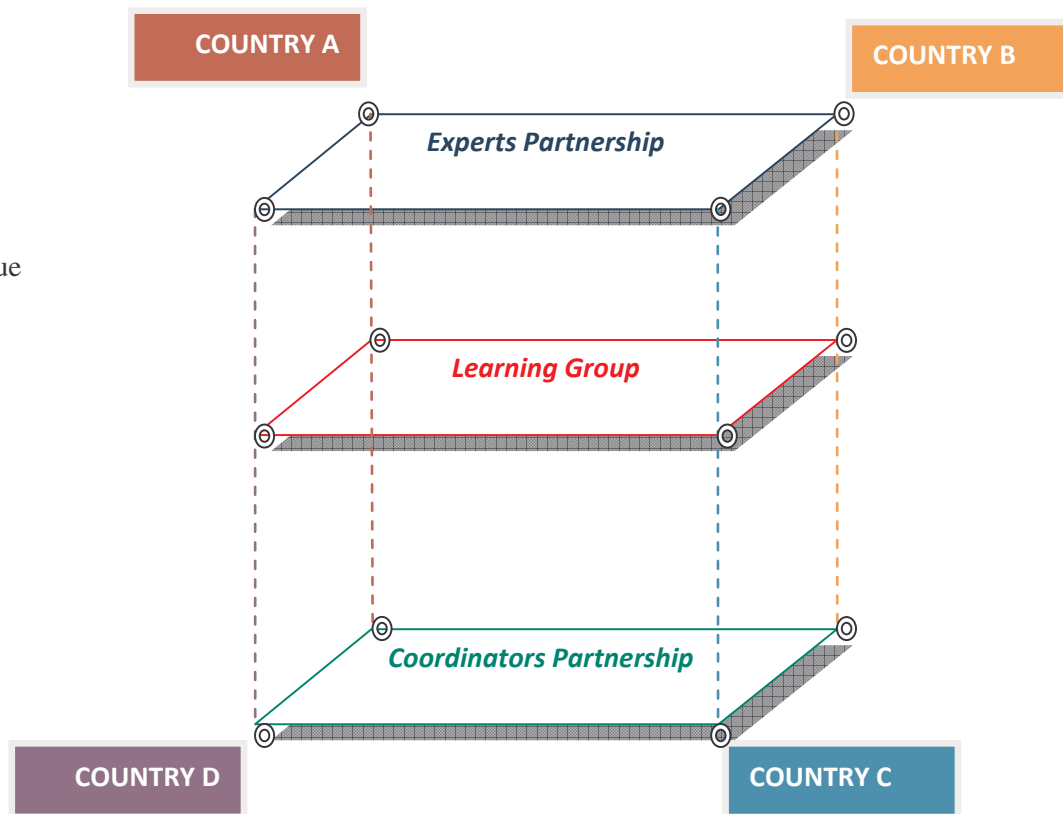 COUNTRY A
COUNTRY B
Experts Partnership
Learning Group
Coordinators Partnership
COUNTRY D
COUNTRY C